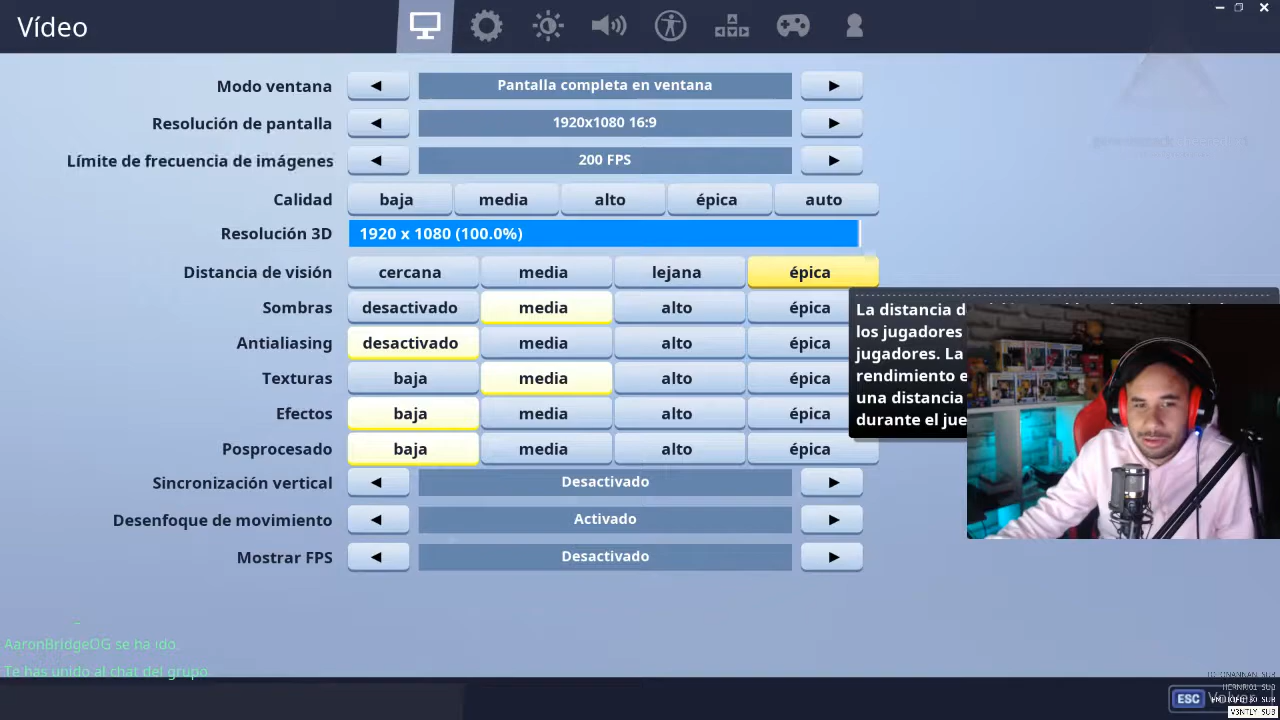 Vídeo
Modo ventana
Pantalla completa en ventana
Resolución de pantalla
1920x1080 16:9
Límite de frecuencia de imágenes
200 FPS
Calidad baja media alto épica auto
Resolución 3D
1920 x 1080 (100.0%)
Distancia de visión cercana media lejana épica
Sombras desactivado media alto épica
Antialiasing desactivado media alto épica
Texturas baja media alto épica
Efectos baja media alto épica
Posprocesado baja media alto épica
Sincronización vertical
Desactivado
Desenfoque de movimiento
Activado
Mostrar FPS
Desactivado
La distancia d
los jugadores
jugadores. La
rendimiento e
una distancia
durante el jue
AaronBridgeOG se ha ido.
Te has unido al chat del grupo.
ESC
HERNRI01 SUB
V3NTLY SUB